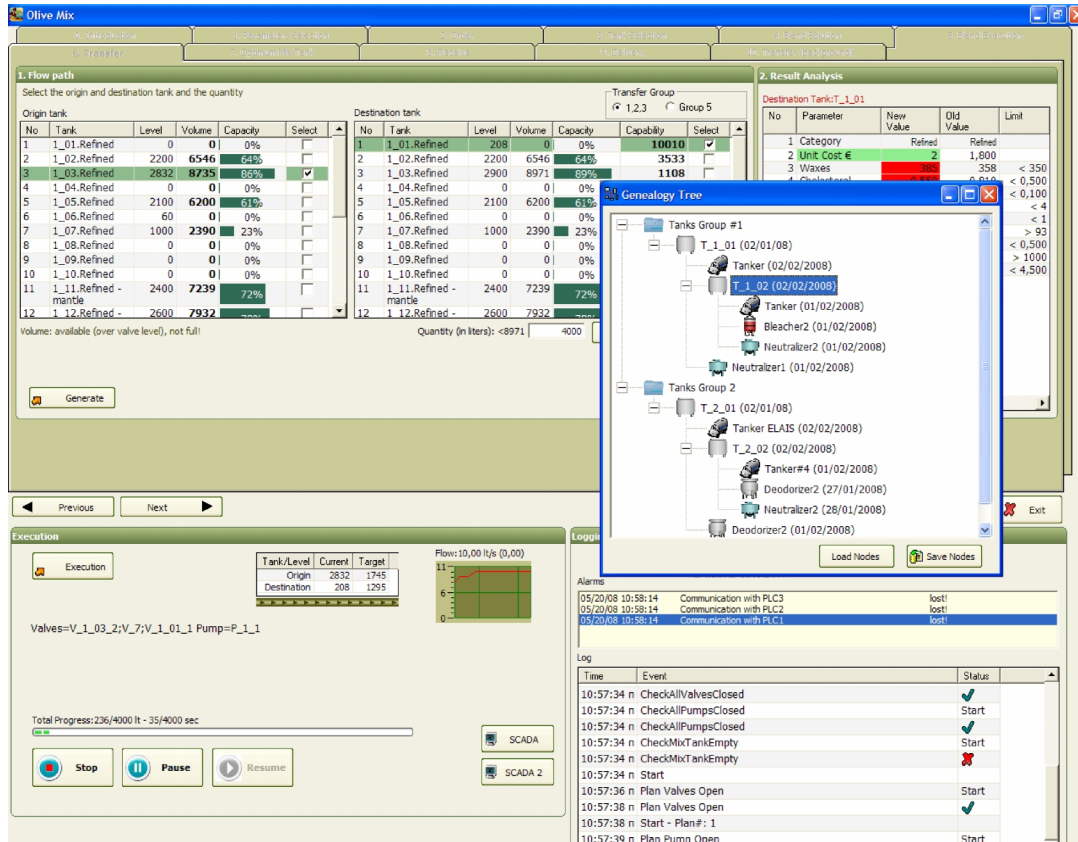 Olive Mix
6. Transfer
1. Flow path
Select the origin and destination tank and the quantity
Transfer Group
1,2,3 Group 5
Origin tank
No Tank Level Volume Capacity Select
1 1_01.Refined 0 0 0%
2 1_02.Refined 2200 6546 64%
3 1_03.Refined 2832 8735 86%
4 1_04.Refined 0 0 0%
5 1_05.Refined 2100 6200 61%
6 1_06.Refined 60 0 0%
7 1_07.Refined 1000 2390 23%
8 1_08.Refined 0 0 0%
9 1_09.Refined 0 0 0%
10 1_10.Refined 0 0 0%
11 1_11.Refined - mantle 2400 7239 72%
12 1_12.Refined - 2600 7932
Volume: available (over valve level), not full!
Destination tank
No Tank Level Volume Capacity Capability Select
1 1_01.Refined 208 0 0% 10010
2 1_02.Refined 2200 6546 64% 3533
3 1_03.Refined 2900 8971 89% 1108
4 1_04.Refined 0 0 0%
5 1_05.Refined 2100 6200 61%
6 1_06.Refined 0 0 0%
7 1_07.Refined 1000 2390 23%
8 1_08.Refined 0 0 0%
9 1_09.Refined 0 0 0%
10 1_10.Refined 0 0 0%
11 1_11.Refined - mantle 2400 7239 72%
12 1_12.Refined - 2600 7932
Quantity (in liters): <8971 4000
Generate
2. Result Analysis
Destination Tank:T_1_01
No Parameter New Value Old Value Limit
1 Category Refined Refined
2 Unit Cost € 2 1,800
3 Waxes 385 358 < 350
< 0,500
< 0,100
< 4
< 1
> 93
< 0,500
> 1000
< 4,500
Genealogy Tree
Tanks Group #1
T_1_01 (02/01/08)
Tanker (02/02/2008)
T_1_02 (02/02/2008)
Tanker (01/02/2008)
Bleacher2 (01/02/2008)
Neutralizer2 (01/02/2008)
Neutralizer1 (01/02/2008)
Tanks Group 2
T_2_01 (02/01/08)
Tanker ELAIS (02/02/2008)
T_2_02 (02/02/2008)
Tanker#4 (01/02/2008)
Deodorizer2 (27/01/2008)
Neutralizer2 (28/01/2008)
Deodorizer2 (01/02/2008)
Load Nodes Save Nodes
Previous Next Exit
Execution
Execution
Tank/Level Current Target
Origin 2832 1745
Destination 208 1295
Flow:10,00 lt/s (0,00)
11
6
0
Valves=V_1_03_2;V_7;V_1_01_1 Pump=P_1_1
Total Progress:236/4000 lt - 35/4000 sec
Stop Pause Resume
SCADA
SCADA 2
Alarms
05/20/08 10:58:14 Communication with PLC3 lost!
05/20/08 10:58:14 Communication with PLC2 lost!
05/20/08 10:58:14 Communication with PLC1 lost!
Log
Time Event Status
10:57:34 π CheckAllValvesClosed
10:57:34 π CheckAllPumpsClosed Start
10:57:34 π CheckAllPumpsClosed
10:57:34 π CheckMixTankEmpty Start
10:57:34 π CheckMixTankEmpty
10:57:34 π Start
10:57:36 π Plan Valves Open Start
10:57:38 π Plan Valves Open
10:57:38 π Start - Plan#: 1
10:57:39 π Plan Pump Open Start